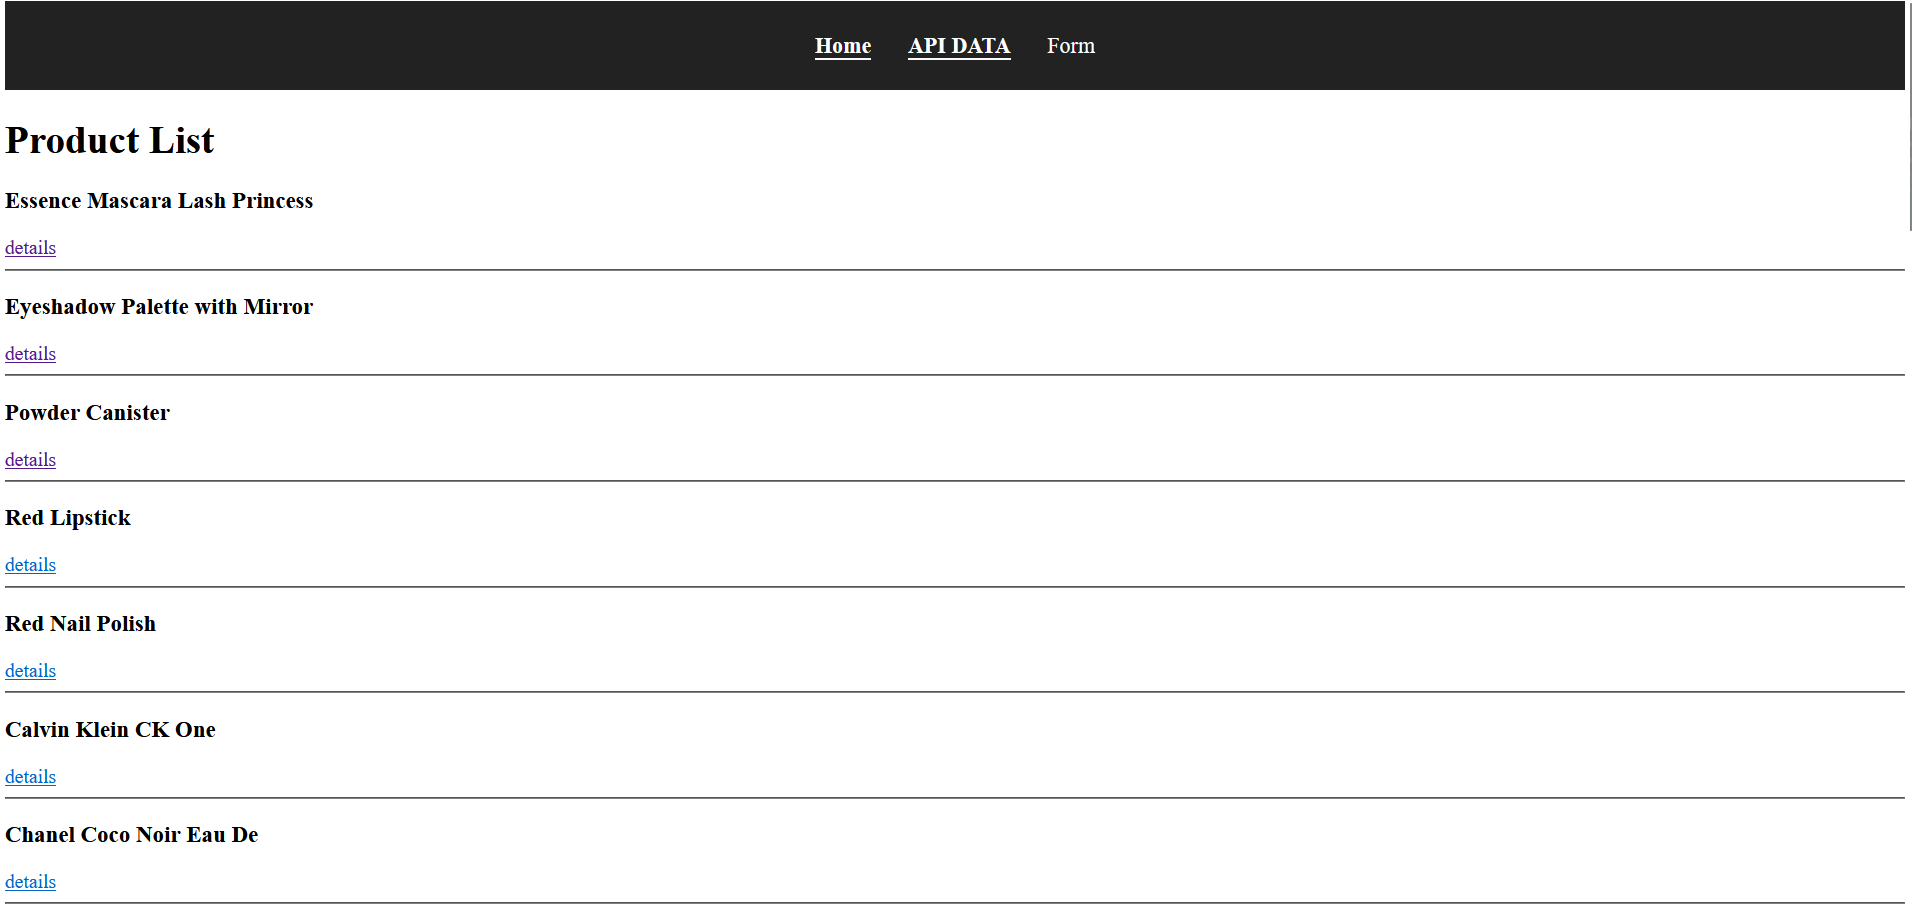 Home API DATA Form
Product List
Essence Mascara Lash Princess
details
Eyeshadow Palette with Mirror
details
Powder Canister
details
Red Lipstick
details
Red Nail Polish
details
Calvin Klein CK One
details
Chanel Coco Noir Eau De
details